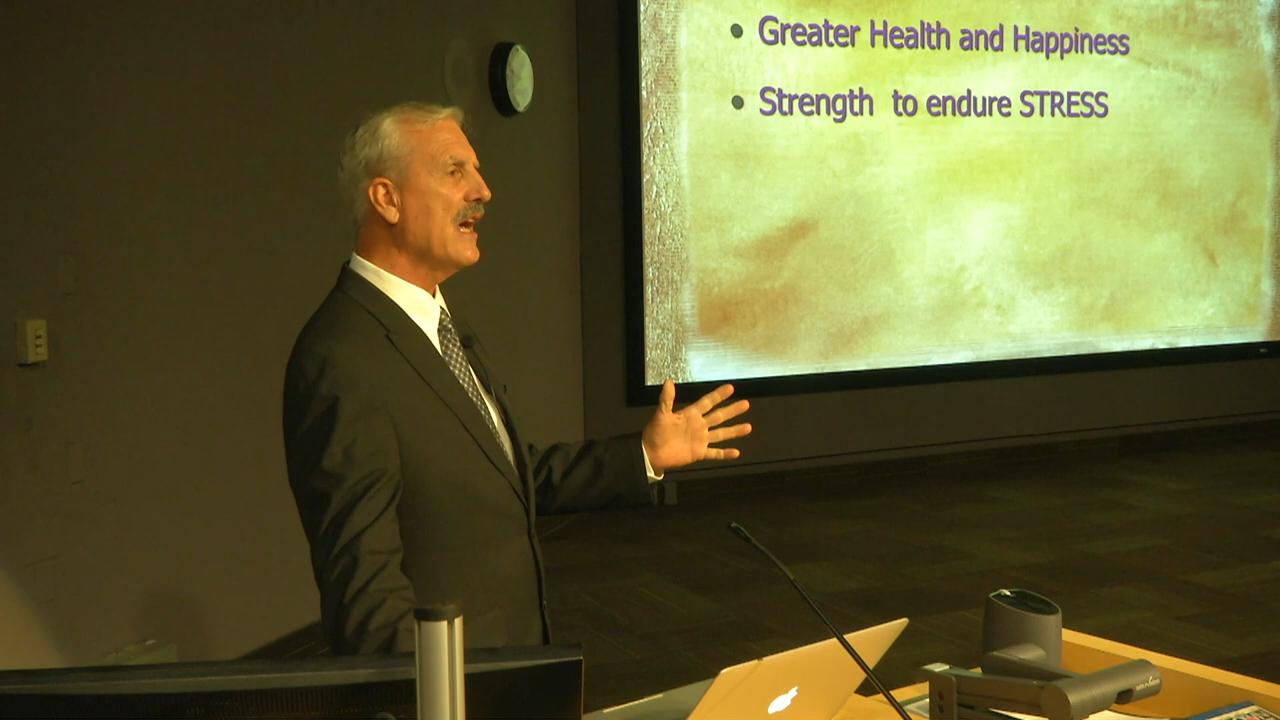 • Greater Health and Happiness
• Strength to endure STRESS